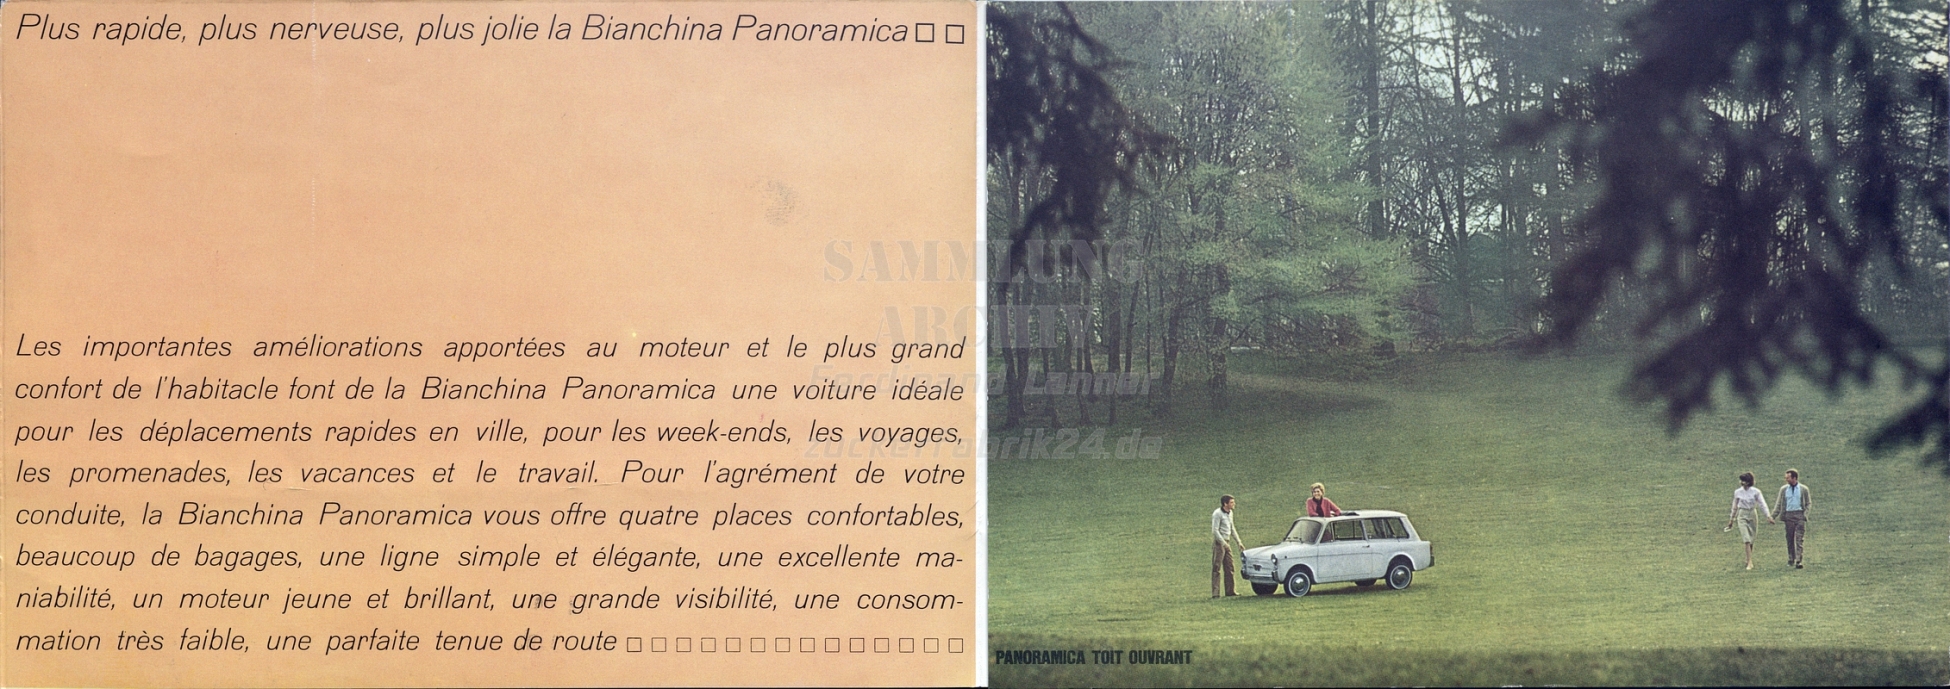 Plus rapide, plus nerveuse, plus jolie la Bianchina Panoramica □ □
Les importantes améliorations apportées au moteur et le plus grand
confort de l'habitacle font de la Bianchina Panoramica une voiture idéale
pour les déplacements rapides en ville, pour les week-ends, les voyages,
les promenades, les vacances et le travail. Pour l'agrément de votre
conduite, la Bianchina Panoramica vous offre quatre places confortables,
beaucoup de bagages, une ligne simple et élégante, une excellente ma-
niabilité, un moteur jeune et brillant, une grande visibilité, une consom-
mation très faible, une parfaite tenue de route □ □ □ □ □ □ □ □ □ □ □ □ □ □
SAMMLUNG
ARCHIV
Ferdinand Lanner
zuckerfabrik24.de
PANORAMICA TOIT OUVRANT